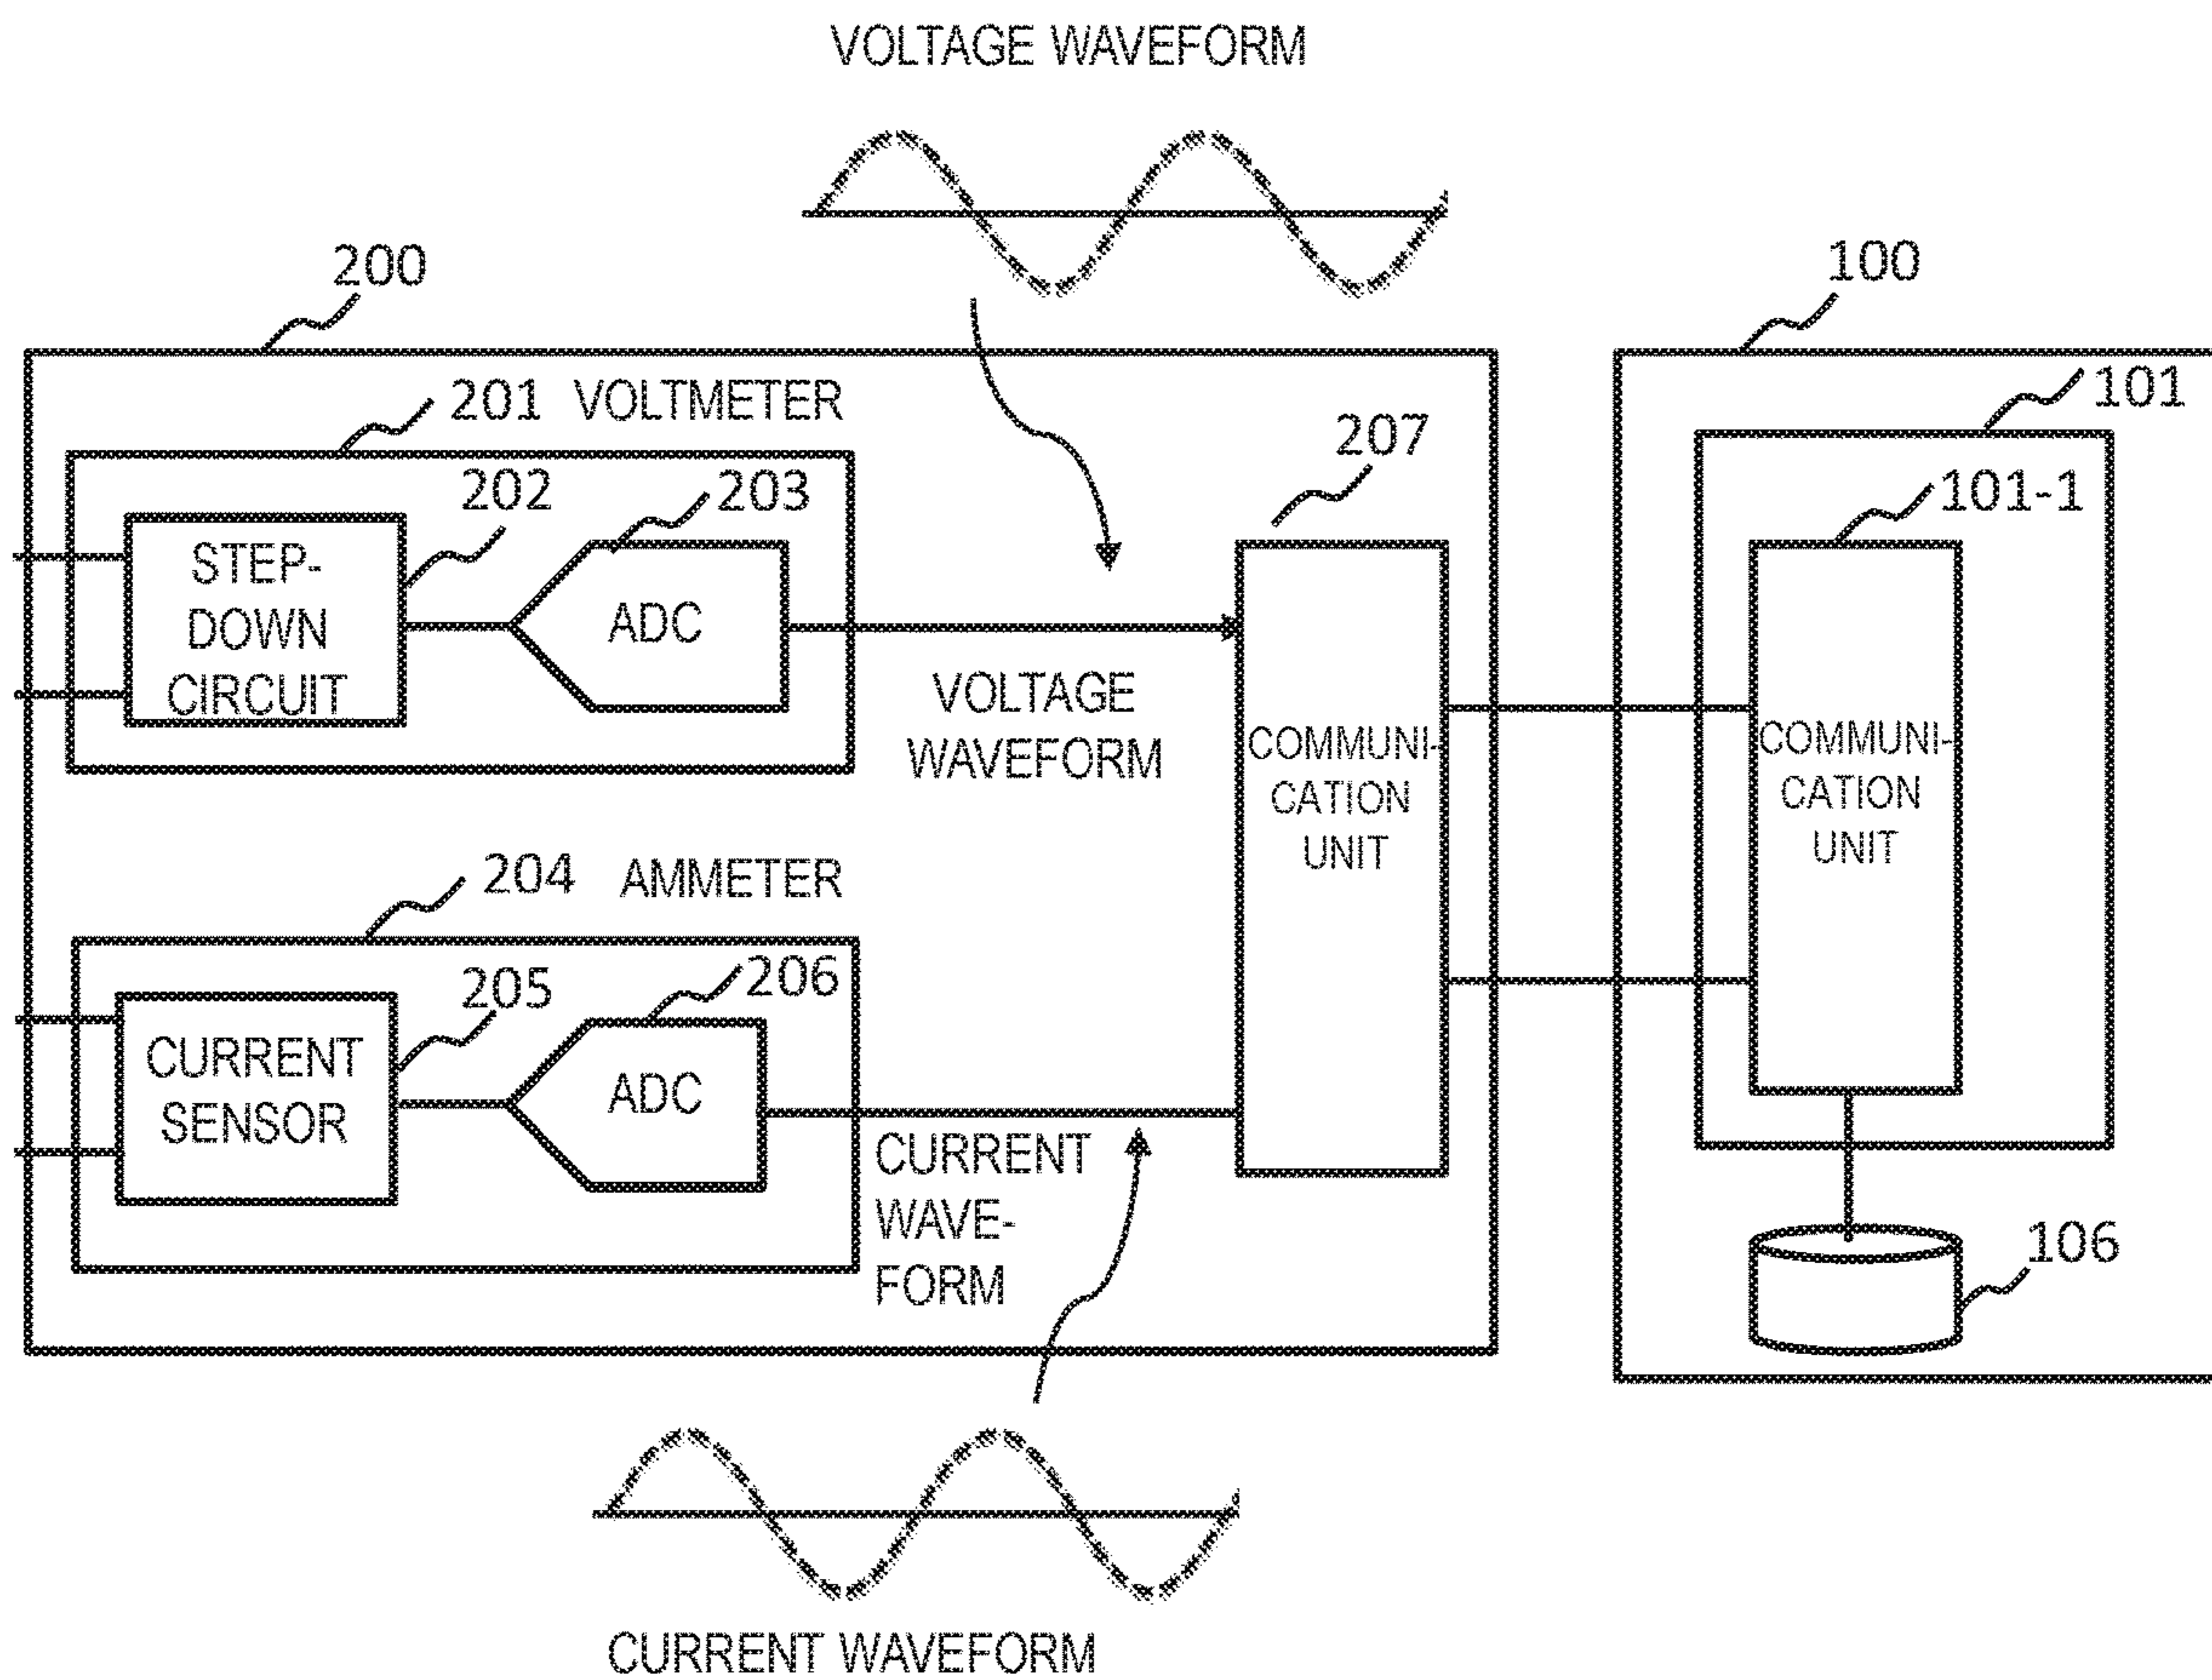 VOLTAGE WAVEFORM
200
100
201 VOLTMETER
101
207
202
203
101-1
STEP-
DOWN
CIRCUIT
ADC
VOLTAGE
WAVEFORM
COMMUNI-
CATION
UNIT
COMMUNI-
CATION
UNIT
204 AMMETER
205
206
CURRENT
SENSOR
ADC
CURRENT
WAVE-
FORM
106
CURRENT WAVEFORM